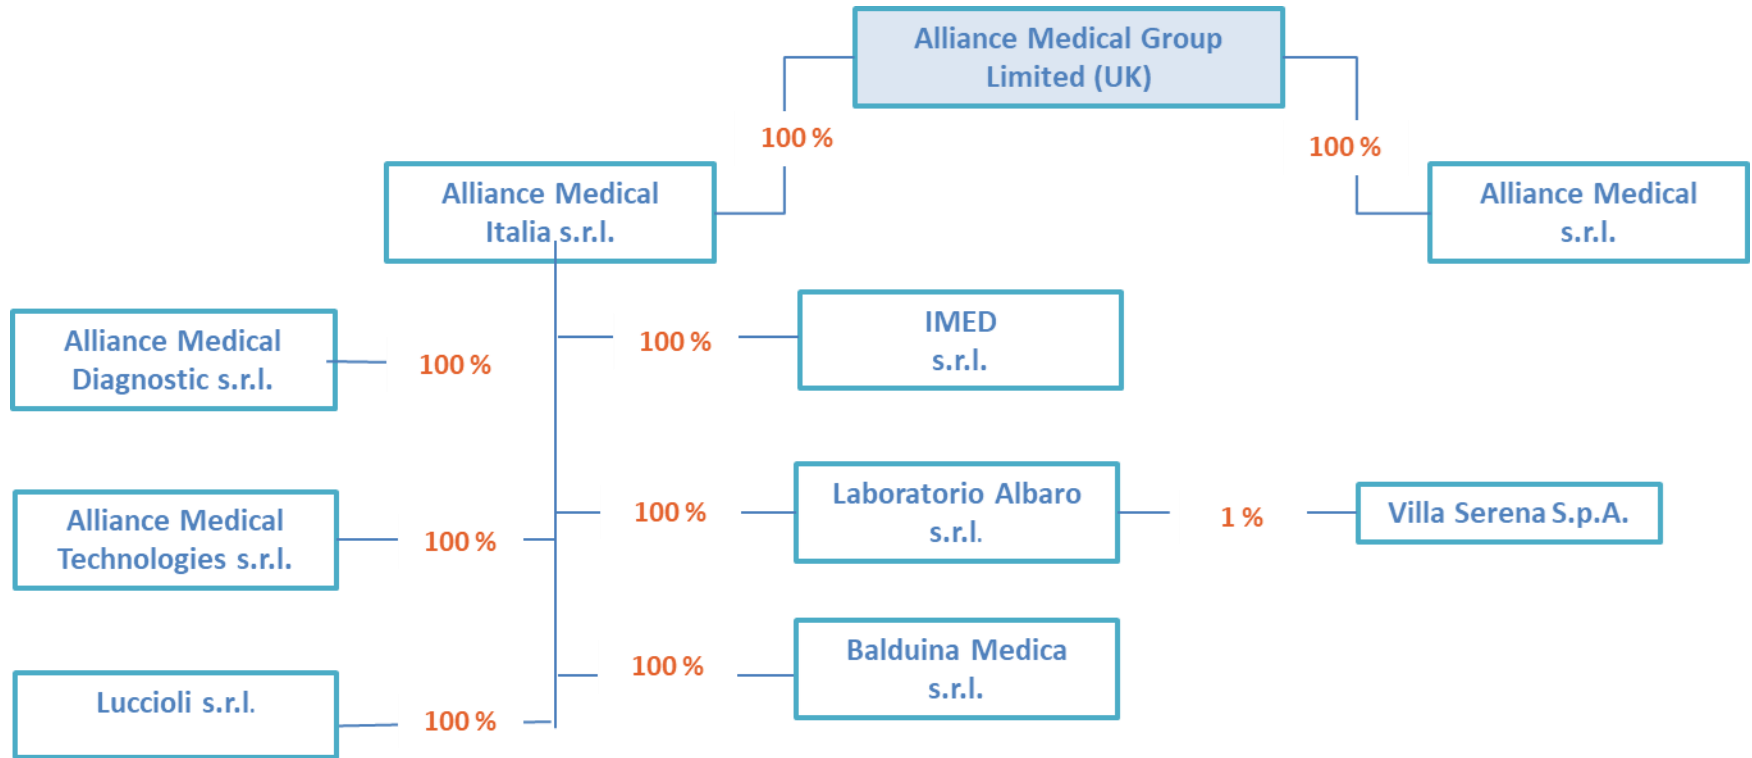 Alliance Medical Group
Limited (UK)
100 %
100 %
Alliance Medical
Italia s.r.l.
Alliance Medical
s.r.l.
Alliance Medical
Diagnostic s.r.l.
100 %
100 %
IMED
s.r.l.
Alliance Medical
Technologies s.r.l.
100 %
100 %
Laboratorio Albaro
s.r.l.
1 %
Villa Serena S.p.A.
Luccioli s.r.l.
100 %
100 %
Balduina Medica
s.r.l.